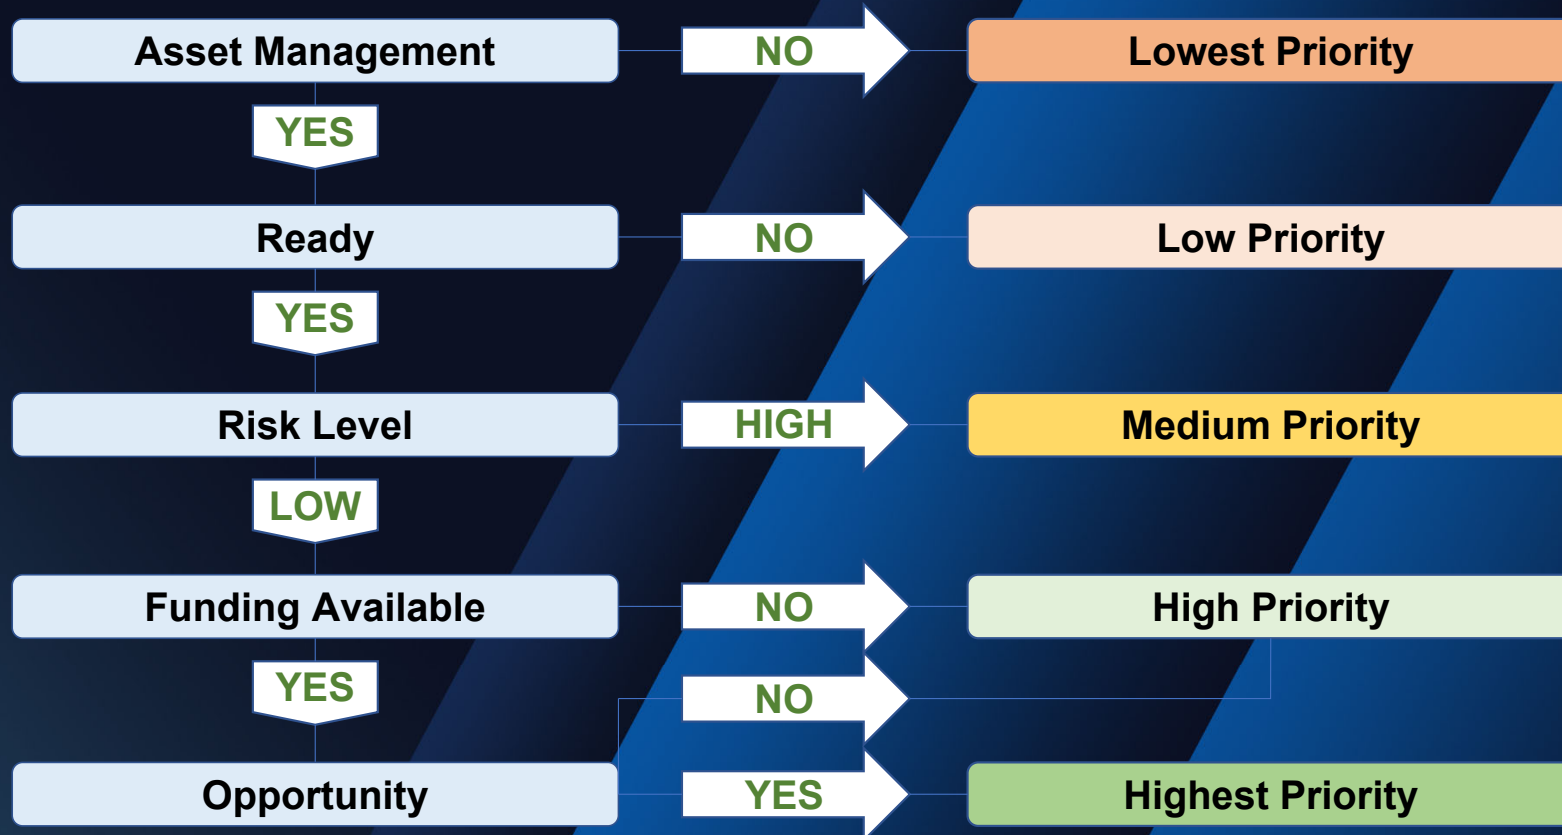 Asset Management
NO
Lowest Priority
YES
Ready
NO
Low Priority
YES
Risk Level
HIGH
Medium Priority
LOW
Funding Available
NO
High Priority
YES
NO
Opportunity
YES
Highest Priority